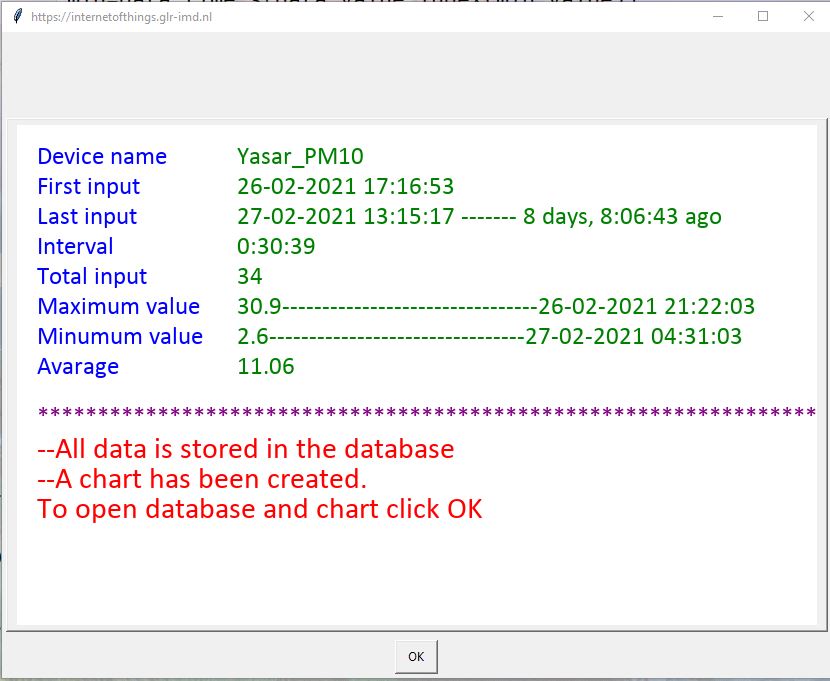 https://internetofthings.glr-imd.nl
Device name Yasar_PM10
First input 26-02-2021 17:16:53
Last input 27-02-2021 13:15:17 ------- 8 days, 8:06:43 ago
Interval 0:30:39
Total input 34
Maximum value 30.9--------------------------------26-02-2021 21:22:03
Minumum value 2.6--------------------------------27-02-2021 04:31:03
Avarage 11.06
*****************************************************************
--All data is stored in the database
--A chart has been created.
To open database and chart click OK
OK